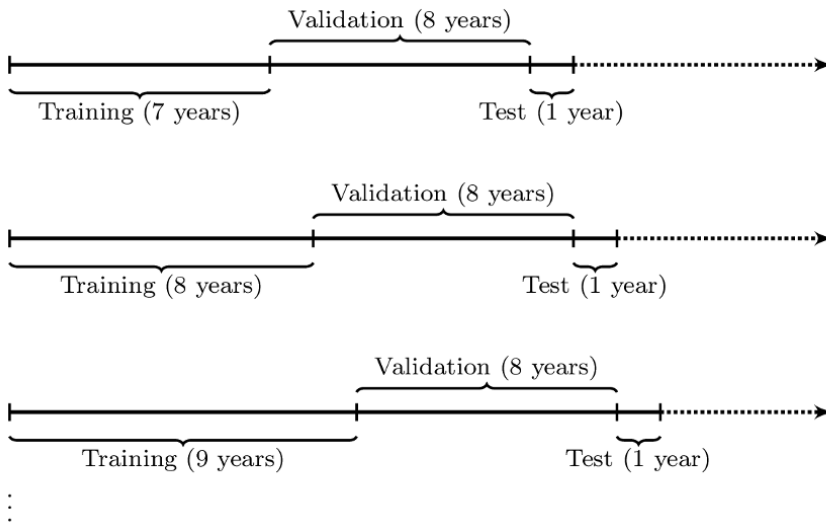 Validation (8 years)
Training (7 years)
Test (1 year)
Validation (8 years)
Training (8 years)
Test (1 year)
Validation (8 years)
Training (9 years)
Test (1 year)
⋮